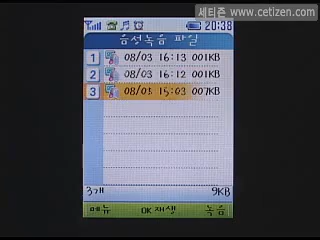 세티즌 www.cetizen.com
20:38
음성녹음 파일
1 08/03 16:13 001KB
2 08/03 16:12 001KB
3 08/03 15:03 007KB
3개 9KB
메뉴 OK재생 녹음